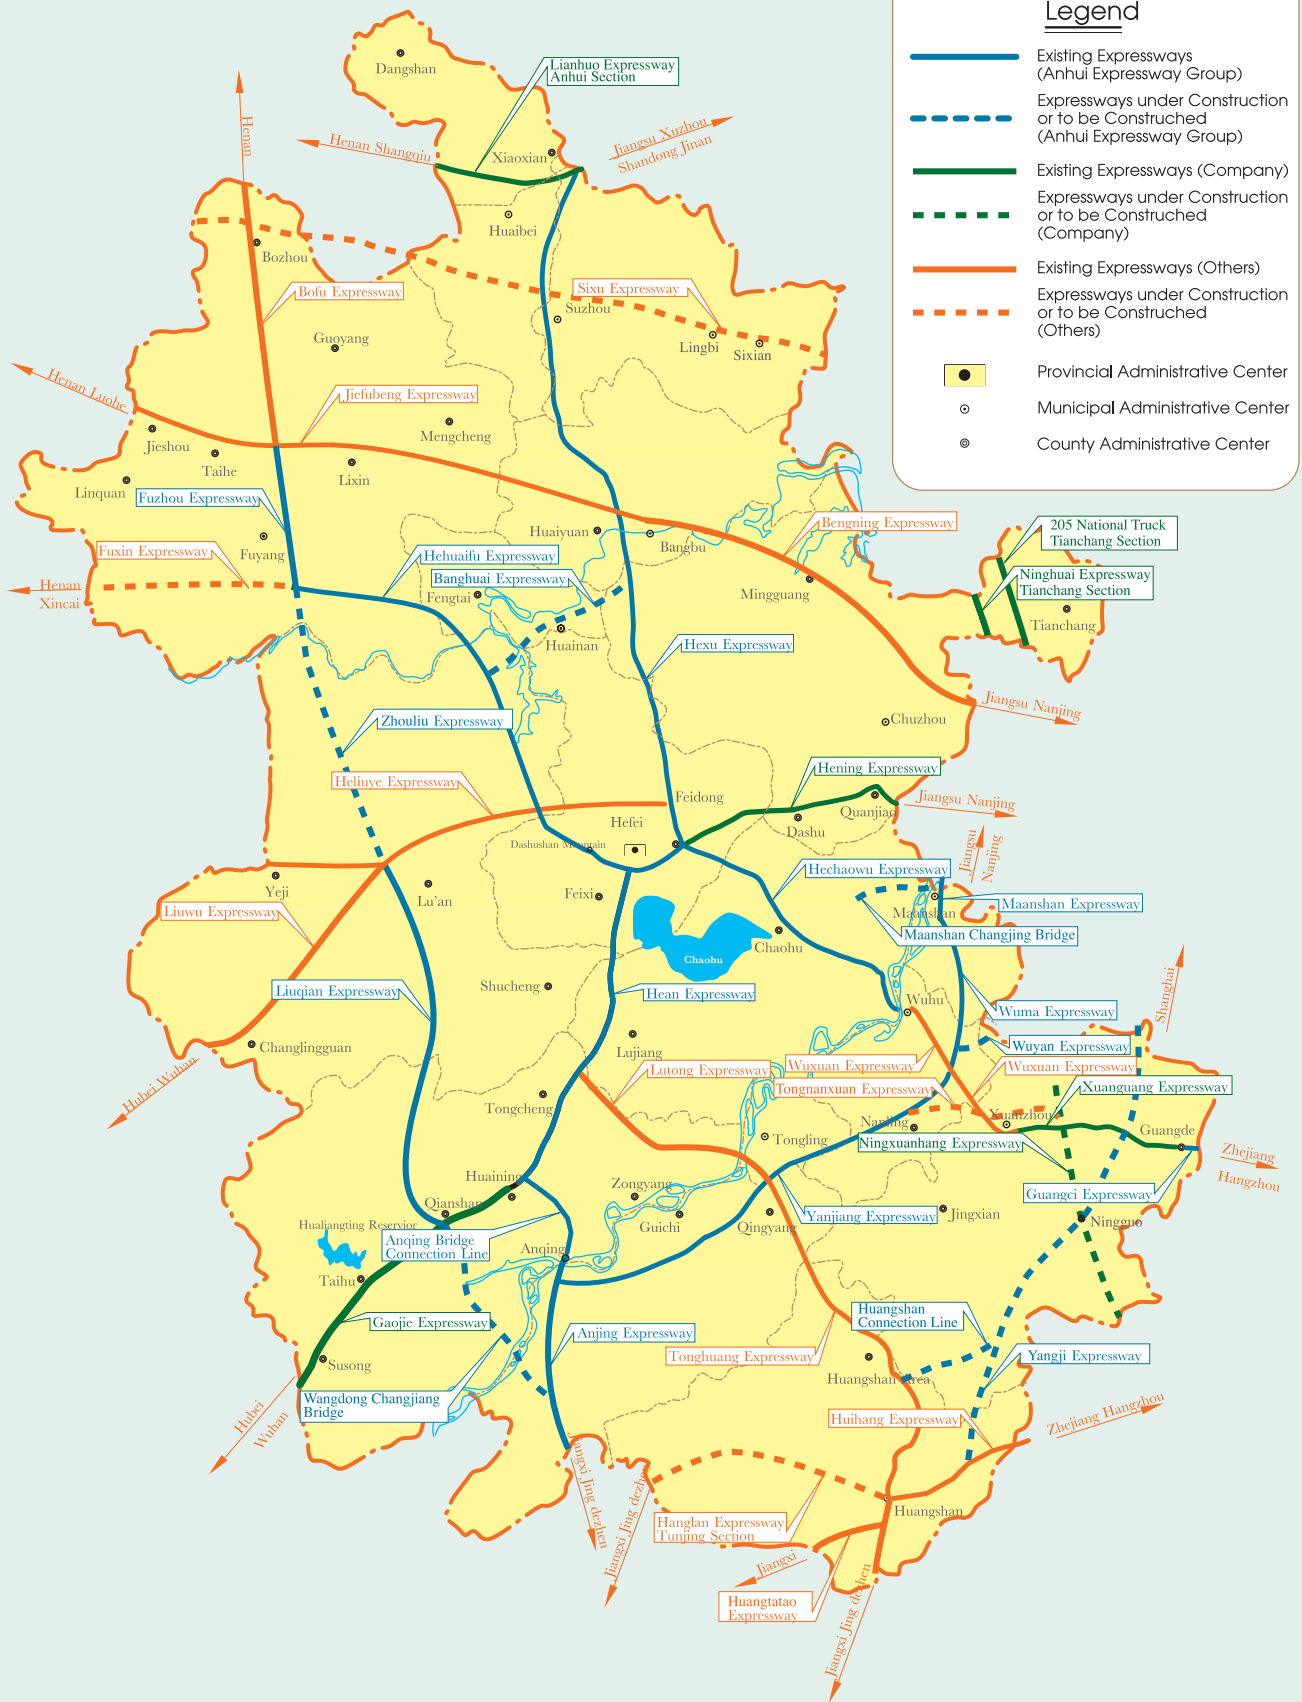 Legend
Existing Expressways
(Anhui Expressway Group)
Expressways under Construction
or to be Construched
(Anhui Expressway Group)
Existing Expressways (Company)
Expressways under Construction
or to be Construched
(Company)
Existing Expressways (Others)
Expressways under Construction
or to be Construched
(Others)
Provincial Administrative Center
Municipal Administrative Center
County Administrative Center
Dangshan
Lianhuo Expressway
Anhui Section
Henan
Henan Shangqiu
Xiaoxian
Jiangsu Xuzhou
Shandong Jinan
Huaibei
Bozhou
Bofu Expressway
Sixu Expressway
Suzhou
Guoyang
Lingbi
Sixian
Henan Luohe
Jiefubeng Expressway
Mengcheng
Jieshou
Taihe
Lixin
Linquan
Fuzhou Expressway
Huaiyuan
Bangbu
Bengning Expressway
205 National Truck
Tianchang Section
Fuyang
Fuxin Expressway
Hehuaifu Expressway
Banghuai Expressway
Ninghuai Expressway
Tianchang Section
Henan
Xincai
Fengtai
Mingguang
Tianchang
Huainan
Hexu Expressway
Jiangsu Nanjing
Zhouliu Expressway
Chuzhou
Heliuye Expressway
Hening Expressway
Feidong
Jiangsu Nanjing
Quanjiao
Hefei
Dashu
Dashushan Mountain
Jiangsu
Nanjing
Hechaowu Expressway
Yeji
Lu'an
Feixi
Maanshan Expressway
Liuwu Expressway
Maanshan
Maanshan Changjing Bridge
Chaohu
Chaohu
Shucheng
Liuqian Expressway
Hean Expressway
Wuhu
Wuma Expressway
Shanghai
Changlingguan
Lujiang
Wuyan Expressway
Hubei Wuhan
Lutong Expressway
Wuxuan Expressway
Wuxuan Expressway
Tongnanxuan Expressway
Xuanguang Expressway
Tongcheng
Nanling
Xuanzhou
Tongling
Ningxuanhang Expressway
Guangde
Zhejiang
Hangzhou
Huaining
Zongyang
Guangci Expressway
Qianshan
Guichi
Qingyang
Yanjiang Expressway
Jingxian
Ningguo
Hualiangting Reservior
Anqing Bridge
Connection Line
Anqing
Taihu
Gaojie Expressway
Anjing Expressway
Huangshan
Connection Line
Tonghuang Expressway
Yangji Expressway
Susong
Huangshan Area
Wangdong Changjiang
Bridge
Hubei
Wuhan
Huihang Expressway
Zhejiang Hangzhou
Jiangxi Jing dezhen
Jiangxi Jing dezhen
Huangshan
Hanglan Expressway
Tunjing Section
Jiangxi
Huangtatao
Expressway
Jiangxi Jing dezhen